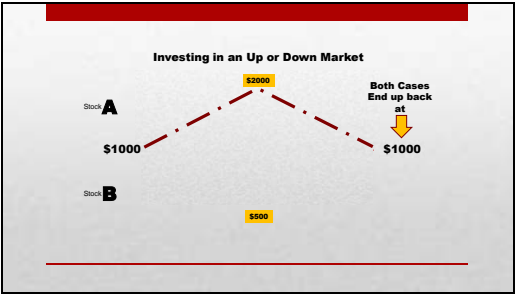 Investing in an Up or Down Market
$2000
Both Cases
End up back
at
Stock A
$1000
$1000
Stock B
$500